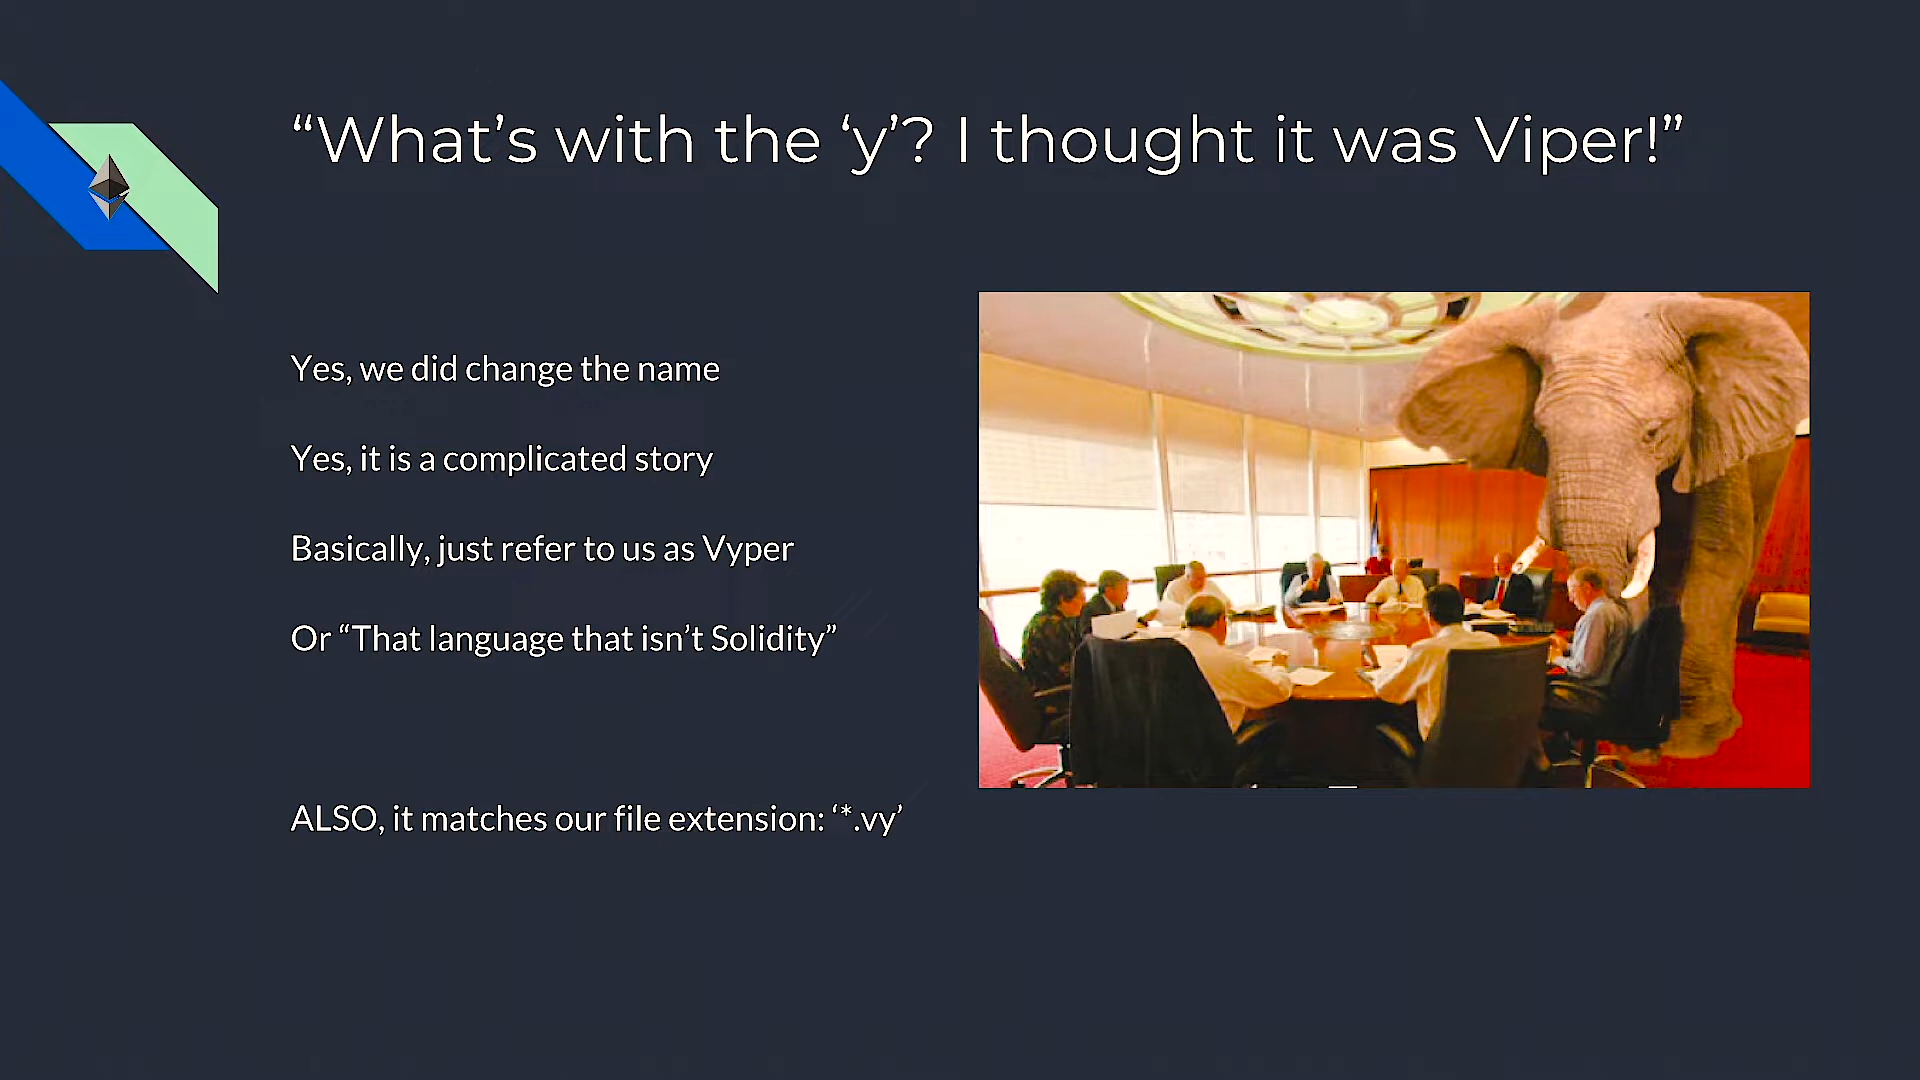 “What’s with the ‘y’? I thought it was Viper!”
Yes, we did change the name
Yes, it is a complicated story
Basically, just refer to us as Vyper
Or “That language that isn’t Solidity”
ALSO, it matches our file extension: ‘*.vy’